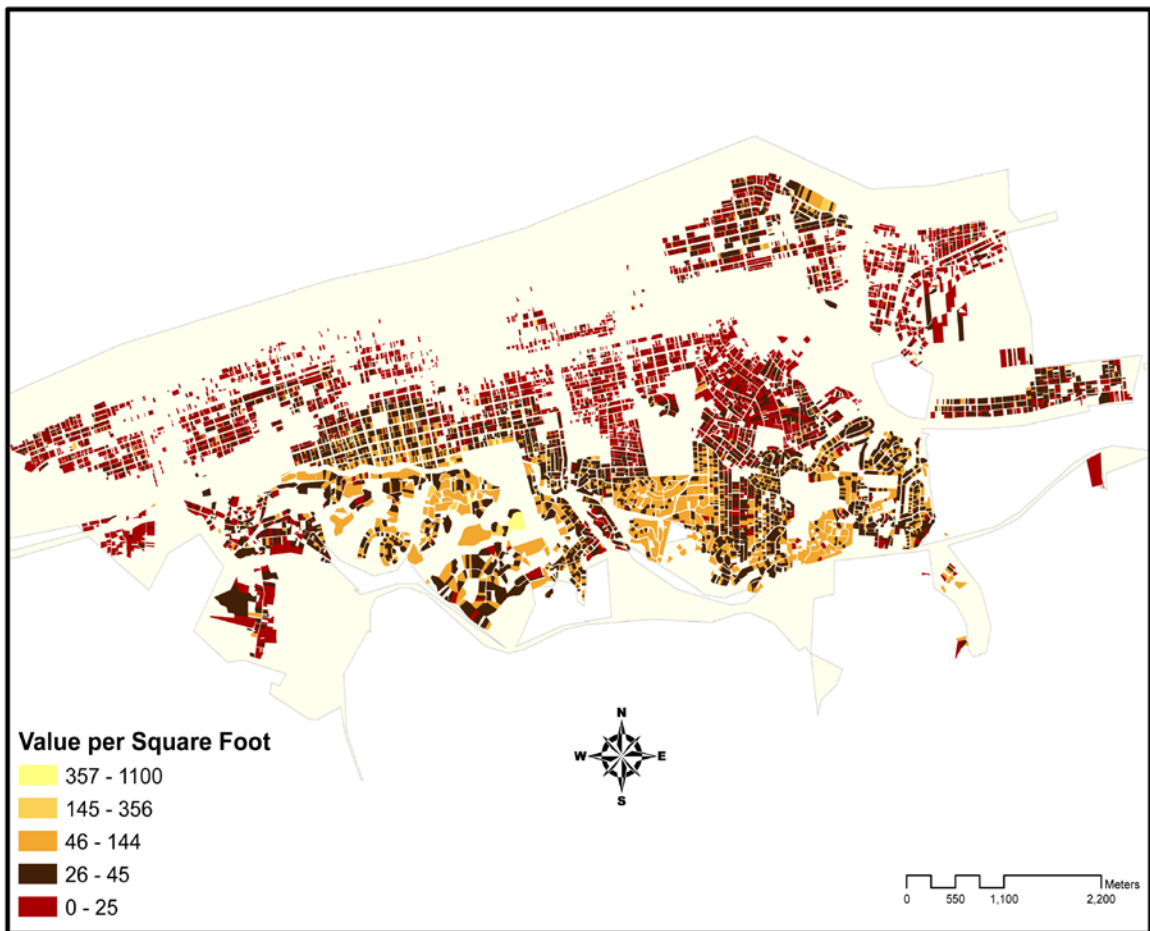 N
W E
S
Value per Square Foot
357 - 1100
145 - 356
46 - 144
26 - 45
0 - 25
Meters
0 550 1,100 2,200